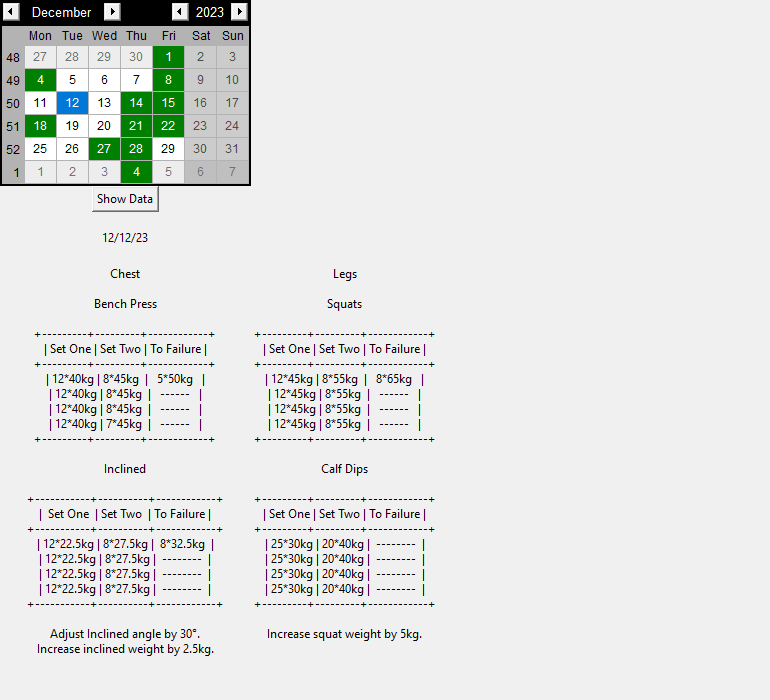 December 2023
Mon Tue Wed Thu Fri Sat Sun
48 27 28 29 30 1 2 3
49 4 5 6 7 8 9 10
50 11 12 13 14 15 16 17
51 18 19 20 21 22 23 24
52 25 26 27 28 29 30 31
1 1 2 3 4 5 6 7
Show Data
12/12/23
Chest
Bench Press
+---------+---------+------------+
| Set One | Set Two | To Failure |
+---------+---------+------------+
| 12*40kg | 8*45kg | 5*50kg |
| 12*40kg | 8*45kg | ------ |
| 12*40kg | 8*45kg | ------ |
| 12*40kg | 7*45kg | ------ |
+---------+---------+------------+
Inclined
+-----------+----------+------------+
| Set One | Set Two | To Failure |
+-----------+----------+------------+
| 12*22.5kg | 8*27.5kg | 8*32.5kg |
| 12*22.5kg | 8*27.5kg | -------- |
| 12*22.5kg | 8*27.5kg | -------- |
| 12*22.5kg | 8*27.5kg | -------- |
+-----------+----------+------------+
Adjust Inclined angle by 30°.
Increase inclined weight by 2.5kg.
Legs
Squats
+---------+---------+------------+
| Set One | Set Two | To Failure |
+---------+---------+------------+
| 12*45kg | 8*55kg | 8*65kg |
| 12*45kg | 8*55kg | ------ |
| 12*45kg | 8*55kg | ------ |
| 12*45kg | 8*55kg | ------ |
+---------+---------+------------+
Calf Dips
+---------+---------+------------+
| Set One | Set Two | To Failure |
+---------+---------+------------+
| 25*30kg | 20*40kg | -------- |
| 25*30kg | 20*40kg | -------- |
| 25*30kg | 20*40kg | -------- |
| 25*30kg | 20*40kg | -------- |
+---------+---------+------------+
Increase squat weight by 5kg.